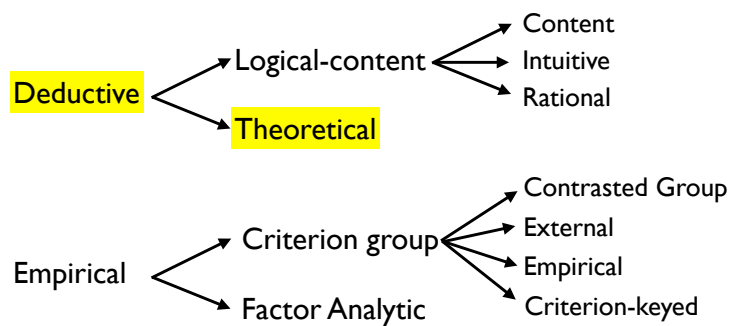 Deductive
Logical-content
Theoretical
Content
Intuitive
Rational
Empirical
Criterion group
Factor Analytic
Contrasted Group
External
Empirical
Criterion-keyed